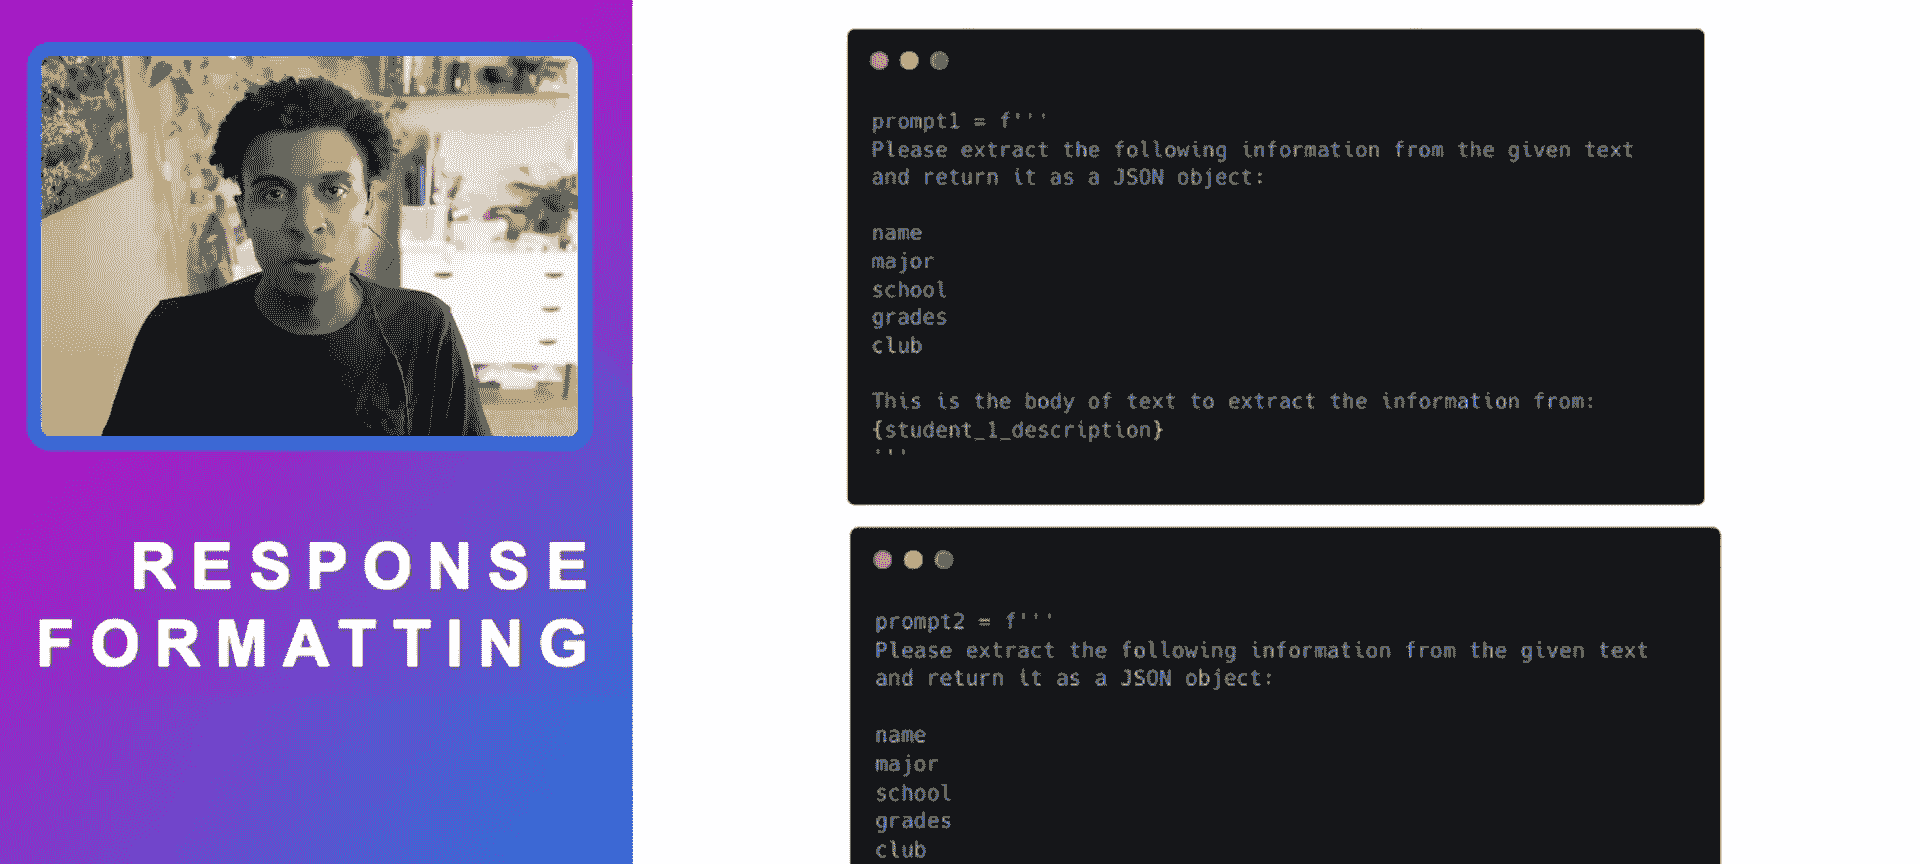 RESPONSE
FORMATTING
prompt1 = f'''
Please extract the following information from the given text
and return it as a JSON object:
name
major
school
grades
club
This is the body of text to extract the information from:
{student_1_description}
'''
prompt2 = f'''
Please extract the following information from the given text
and return it as a JSON object:
name
major
school
grades
club